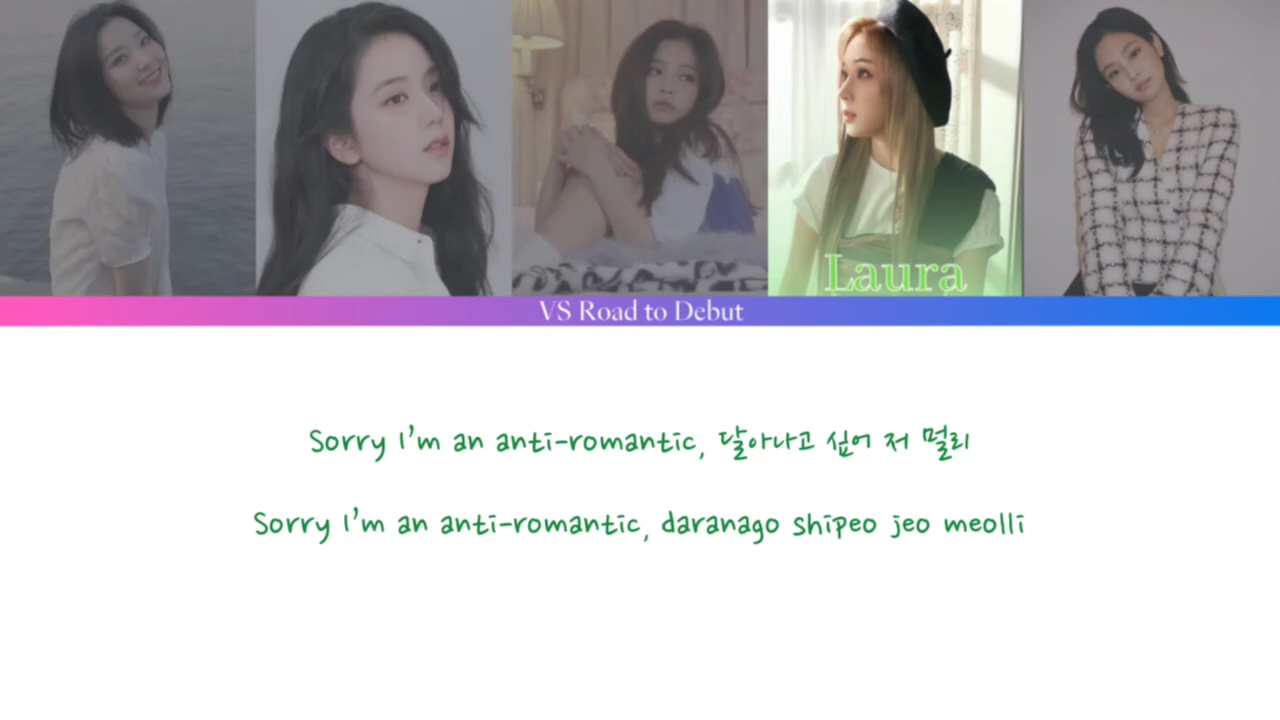 Laura
VS Road to Debut
Sorry I'm an anti-romantic, 달아나고 싶어 저 멀리
Sorry I'm an anti-romantic, daranago shipeo jeo meolli